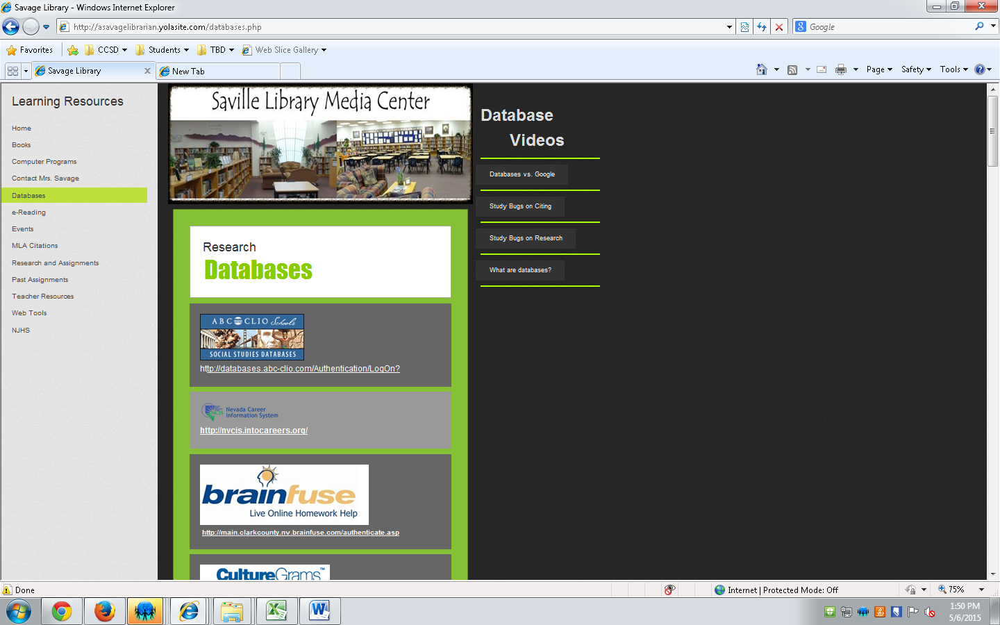 Savage Library - Windows Internet Explorer
http://asavagelibrarian.yolasite.com/databases.php
Google
Favorites
CCSD
Students
TBD
Web Slice Gallery
Savage Library
New Tab
Page
Safety
Tools
Learning Resources
Home
Books
Computer Programs
Contact Mrs. Savage
Databases
e-Reading
Events
MLA Citations
Research and Assignments
Past Assignments
Teacher Resources
Web Tools
NJHS
Saville Library Media Center
Research
Databases
ABC CLIO Schools
SOCIAL STUDIES DATABASES
http://databases.abc-clio.com/Authentication/LogOn?
NCIS
Nevada Career
Information System
http://nvcis.intocareers.org/
brainfuse
Live Online Homework Help
http://main.clarkcounty.nv.brainfuse.com/authenticate.asp
CultureGrams™
Database
Videos
Databases vs. Google
Study Bugs on Citing
Study Bugs on Research
What are databases?
Done
Internet | Protected Mode: Off
75%
1:50 PM
5/6/2015